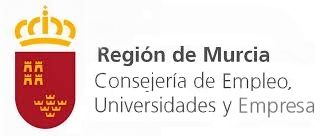 Región de Murcia
Consejería de Empleo,
Universidades y Empresa